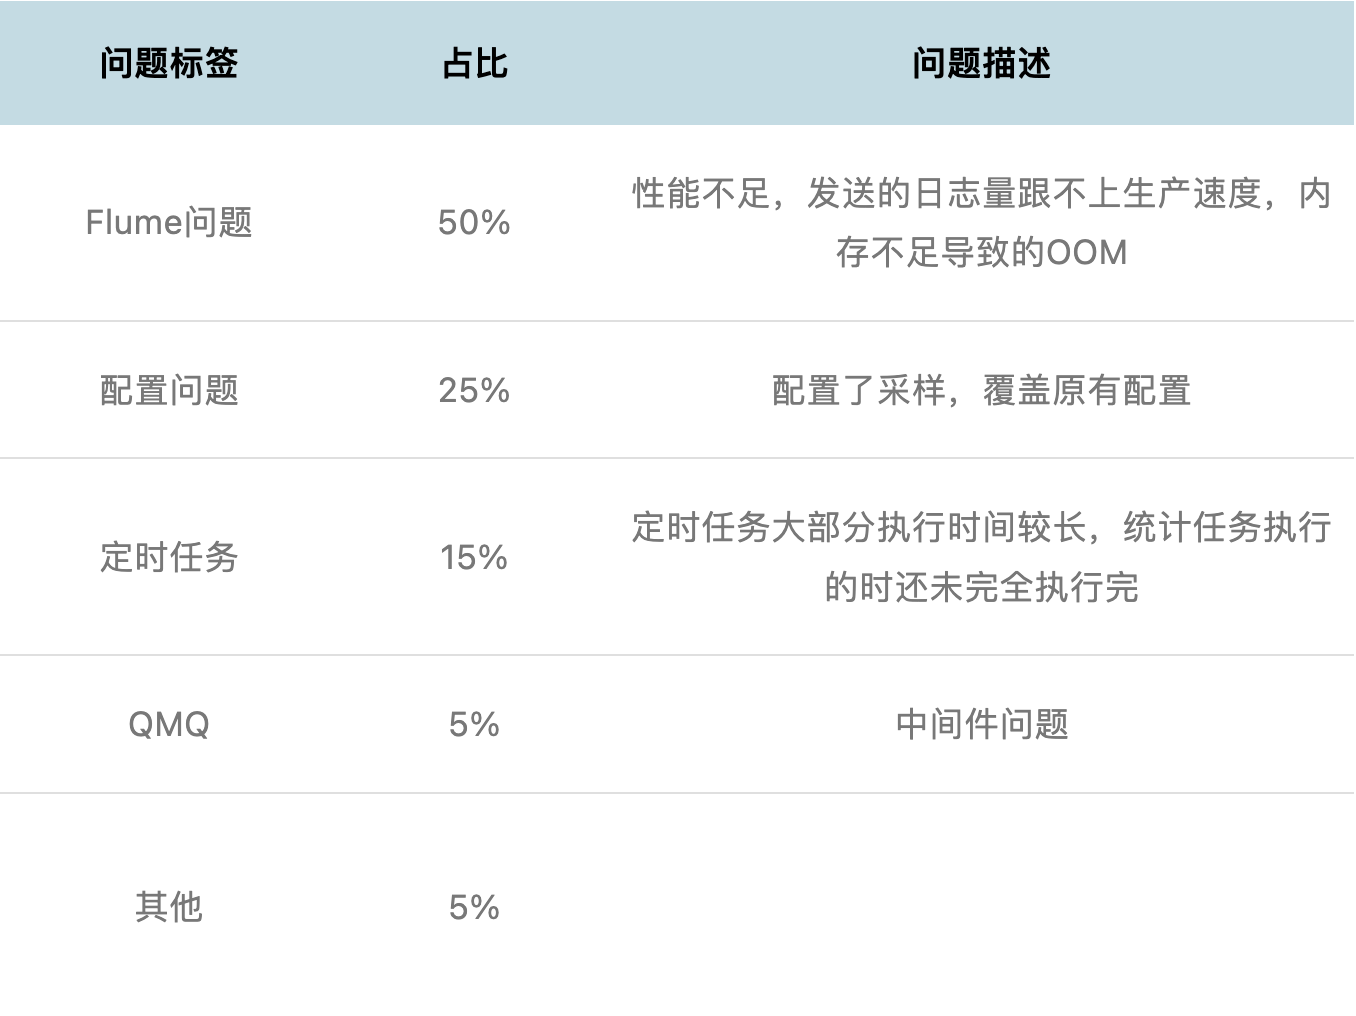 问题标签 占比 问题描述
Flume问题 50% 性能不足，发送的日志量跟不上生产速度，内
存不足导致的OOM
配置问题 25% 配置了采样，覆盖原有配置
定时任务 15% 定时任务大部分执行时间较长，统计任务执行
的时还未完全执行完
QMQ 5% 中间件问题
其他 5%